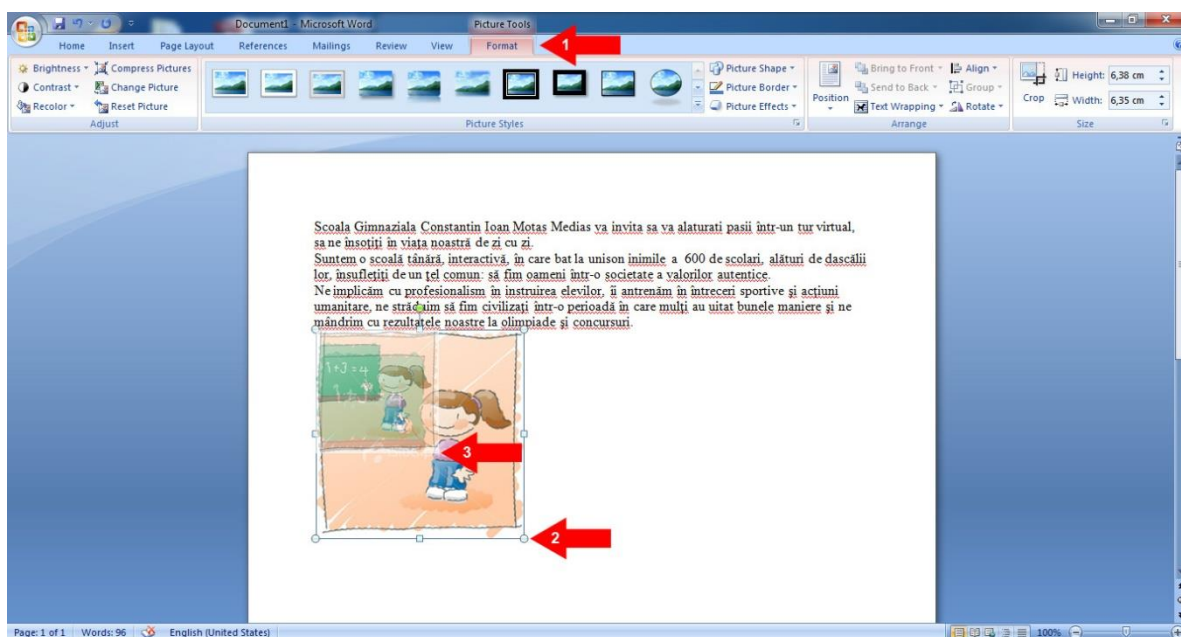 Document1 - Microsoft Word
Picture Tools
Home Insert Page Layout References Mailings Review View Format
1
Brightness
Contrast
Recolor
Compress Pictures
Change Picture
Reset Picture
Adjust
Picture Styles
Picture Shape
Picture Border
Picture Effects
Position
Bring to Front
Send to Back
Text Wrapping
Align
Group
Rotate
Arrange
Crop
Height: 6,38 cm
Width: 6,35 cm
Size
Scoala Gimnaziala Constantin Ioan Motas Medias va invita sa va alaturati pasii într-un tur virtual,
sa ne însoțiți în viața noastră de zi cu zi.
Suntem o scoală tânără, interactivă, în care bat la unison inimile a 600 de scolari, alături de dascălii
lor, însuflețiți de un țel comun: să fim oameni într-o societate a valorilor autentice.
Ne implicăm cu profesionalism în instruirea elevilor, îi antrenăm în întreceri sportive și acțiuni
umanitare, ne străduim să fim civilizați într-o perioadă în care mulți au uitat bunele maniere și ne
mândrim cu rezultatele noastre la olimpiade și concursuri.
1+3=4
3
2
Page: 1 of 1 Words: 96 English (United States) 100%